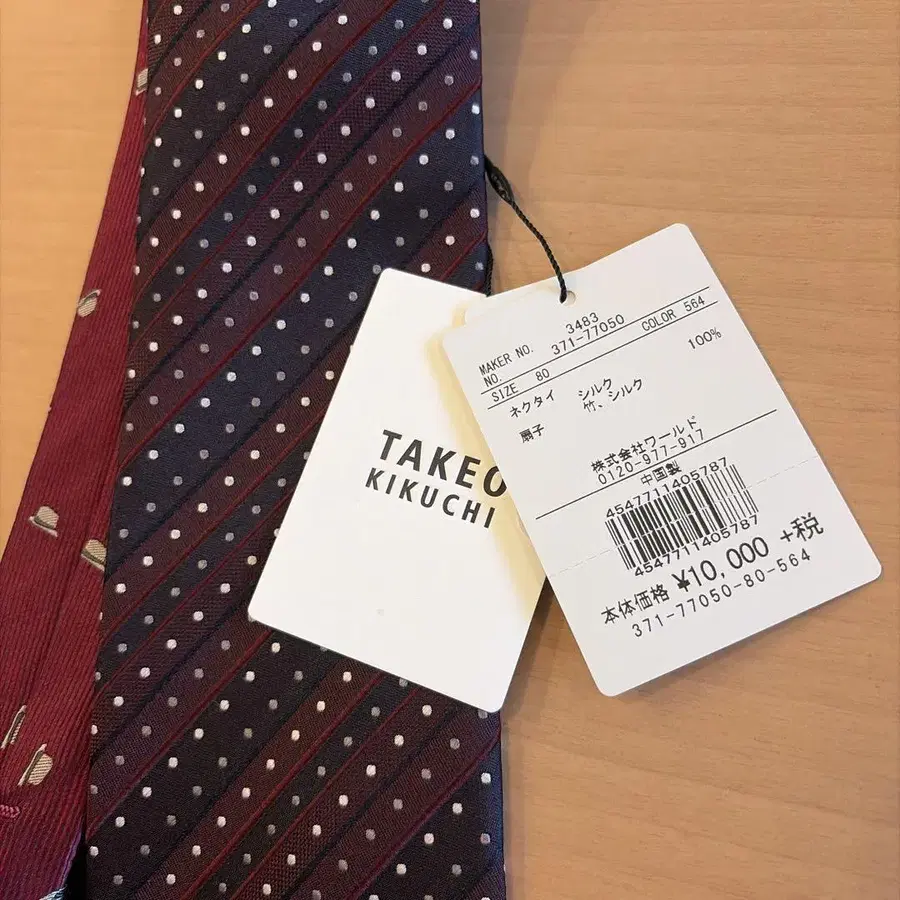 TAKEO
KIKUCHI
MAKER NO. 3483
NO. 371-77050 COLOR 564
SIZE 80
ネクタイ シルク 100%
扇子 竹、シルク
株式会社ワールド
0120-977-917
中国製
4547711405787
4547711405787
本体価格 ¥10,000 +税
371-77050-80-564